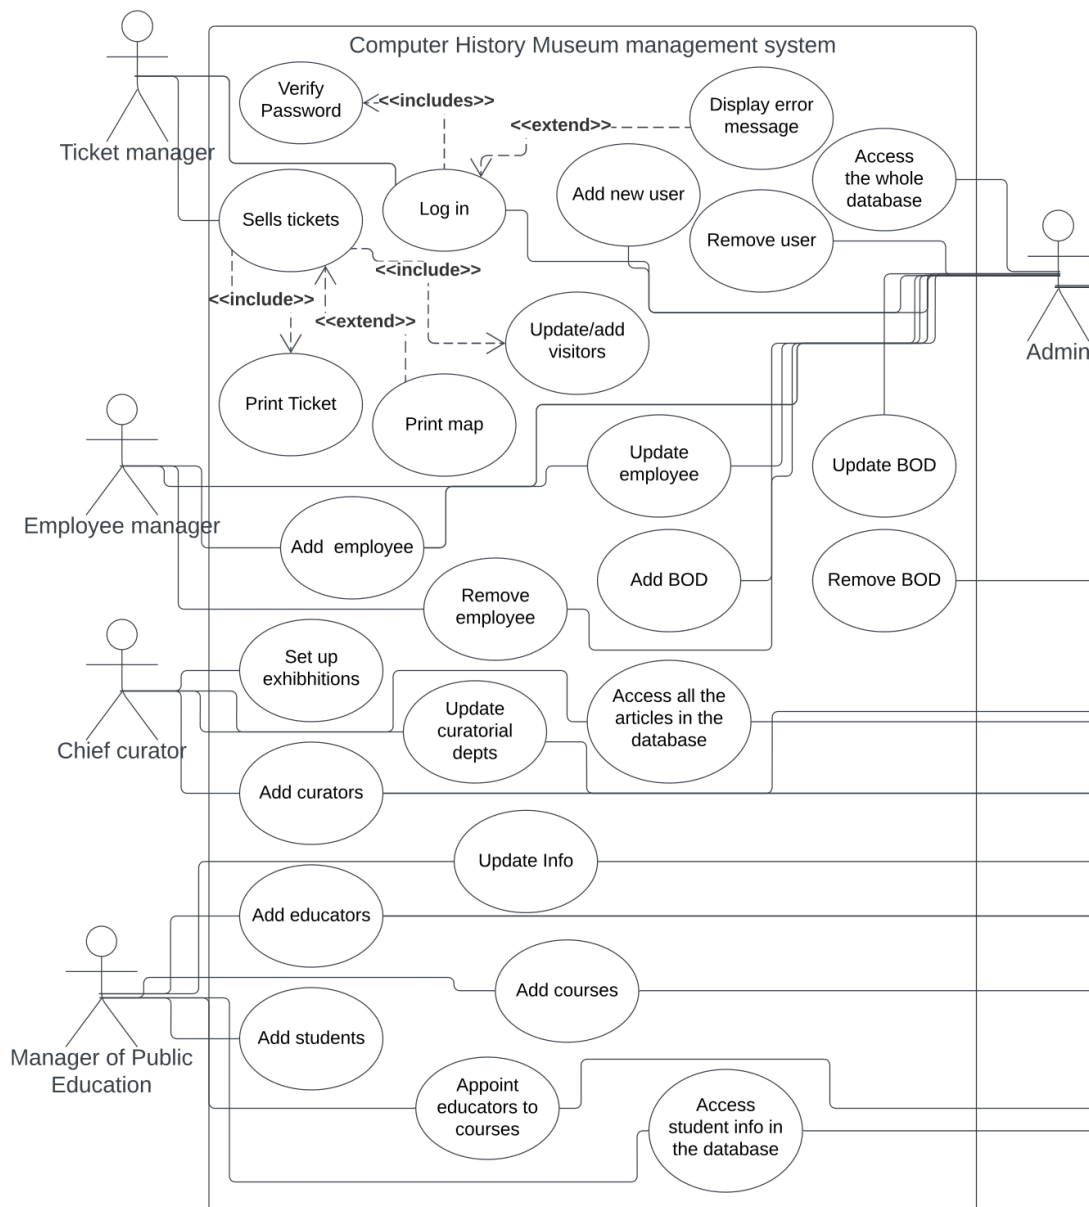 Computer History Museum management system
Verify
Password
<<includes>>
Display error
message
<<extend>>
Ticket manager
Access
the whole
database
Add new user
Log in
Sells tickets
Remove user
<<include>>
<<include>>
<<extend>>
Update/add
visitors
Admin
Print Ticket
Print map
Update
employee
Update BOD
Employee manager
Add  employee
Add BOD
Remove BOD
Remove
employee
Set up
exhibhitions
Access all the
articles in the
database
Update
curatorial
depts
Chief curator
Add curators
Update Info
Add educators
Add courses
Add students
Manager of Public
Education
Appoint
educators to
courses
Access
student info in
the database